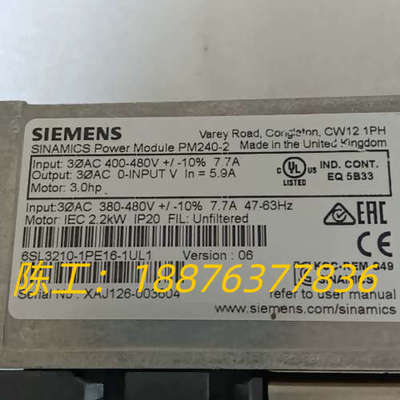 SIEMENS
Varey Road, Congleton, CW12 1PH
SINAMICS Power Module PM240-2
Made in the United Kingdom
Input: 3ØAC 400-480V +/- 10% 7.7A
Output: 3ØAC 0-INPUT V In = 5.9A
Motor: 3.0hp
UL
LISTED
IND. CONT.
EQ 5B33
Input:3ØAC 380-480V +/- 10% 7.7A 47-63Hz
Motor: IEC 2.2kW IP20 FIL: Unfiltered
6SL3210-1PE16-1UL1
Version : 06
EAC
陈工：18876377836
Serial No : XAJ126-003604
refer to user manual
www.siemens.com/sinamics